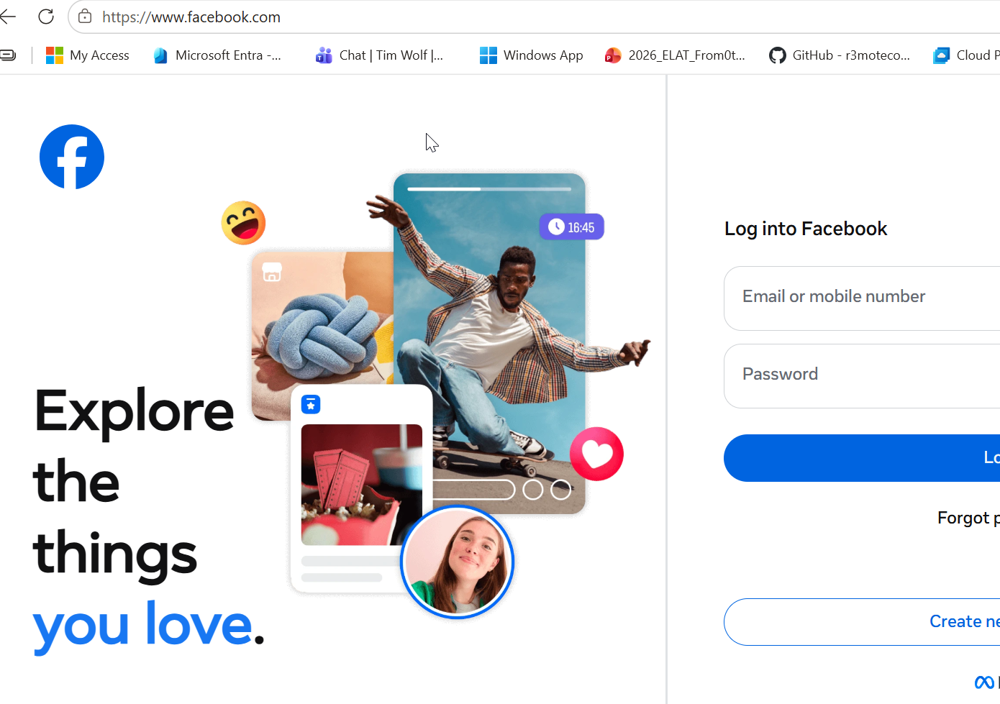 https://www.facebook.com
My Access
Microsoft Entra -...
Chat | Tim Wolf |...
Windows App
2026_ELAT_From0t...
GitHub - r3moteco...
Cloud P
16:45
Explore
the
things
you love.
Log into Facebook
Email or mobile number
Password
Lo
Forgot p
Create ne